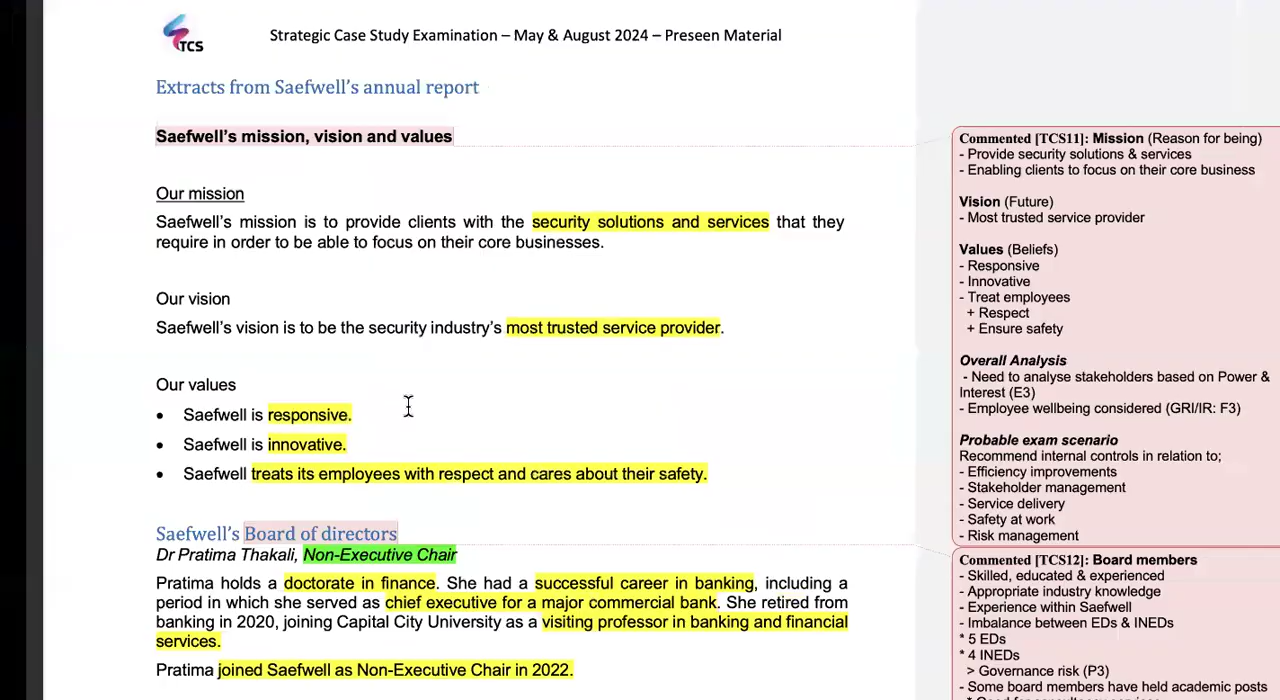 TCS
Strategic Case Study Examination – May & August 2024 – Preseen Material
Extracts from Saefwell's annual report
Saefwell's mission, vision and values
Our mission
Saefwell's mission is to provide clients with the security solutions and services that they
require in order to be able to focus on their core businesses.
Our vision
Saefwell's vision is to be the security industry's most trusted service provider.
Our values
• Saefwell is responsive.
• Saefwell is innovative.
• Saefwell treats its employees with respect and cares about their safety.
Saefwell's Board of directors
Dr Pratima Thakali, Non-Executive Chair
Pratima holds a doctorate in finance. She had a successful career in banking, including a
period in which she served as chief executive for a major commercial bank. She retired from
banking in 2020, joining Capital City University as a visiting professor in banking and financial
services.
Pratima joined Saefwell as Non-Executive Chair in 2022.
Commented [TCS11]: Mission (Reason for being)
- Provide security solutions & services
- Enabling clients to focus on their core business
Vision (Future)
- Most trusted service provider
Values (Beliefs)
- Responsive
- Innovative
- Treat employees
+ Respect
+ Ensure safety
Overall Analysis
- Need to analyse stakeholders based on Power &
Interest (E3)
- Employee wellbeing considered (GRI/IR: F3)
Probable exam scenario
Recommend internal controls in relation to;
- Efficiency improvements
- Stakeholder management
- Service delivery
- Safety at work
- Risk management
Commented [TCS12]: Board members
- Skilled, educated & experienced
- Appropriate industry knowledge
- Experience within Saefwell
- Imbalance between EDs & INEDs
* 5 EDs
* 4 INEDs
> Governance risk (P3)
- Some board members have held academic posts